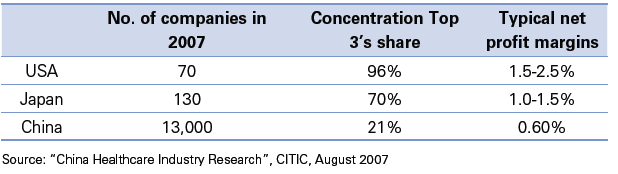 No. of companies in 2007 Concentration Top 3's share Typical net profit margins
USA 70 96% 1.5-2.5%
Japan 130 70% 1.0-1.5%
China 13,000 21% 0.60%
Source: “China Healthcare Industry Research”, CITIC, August 2007